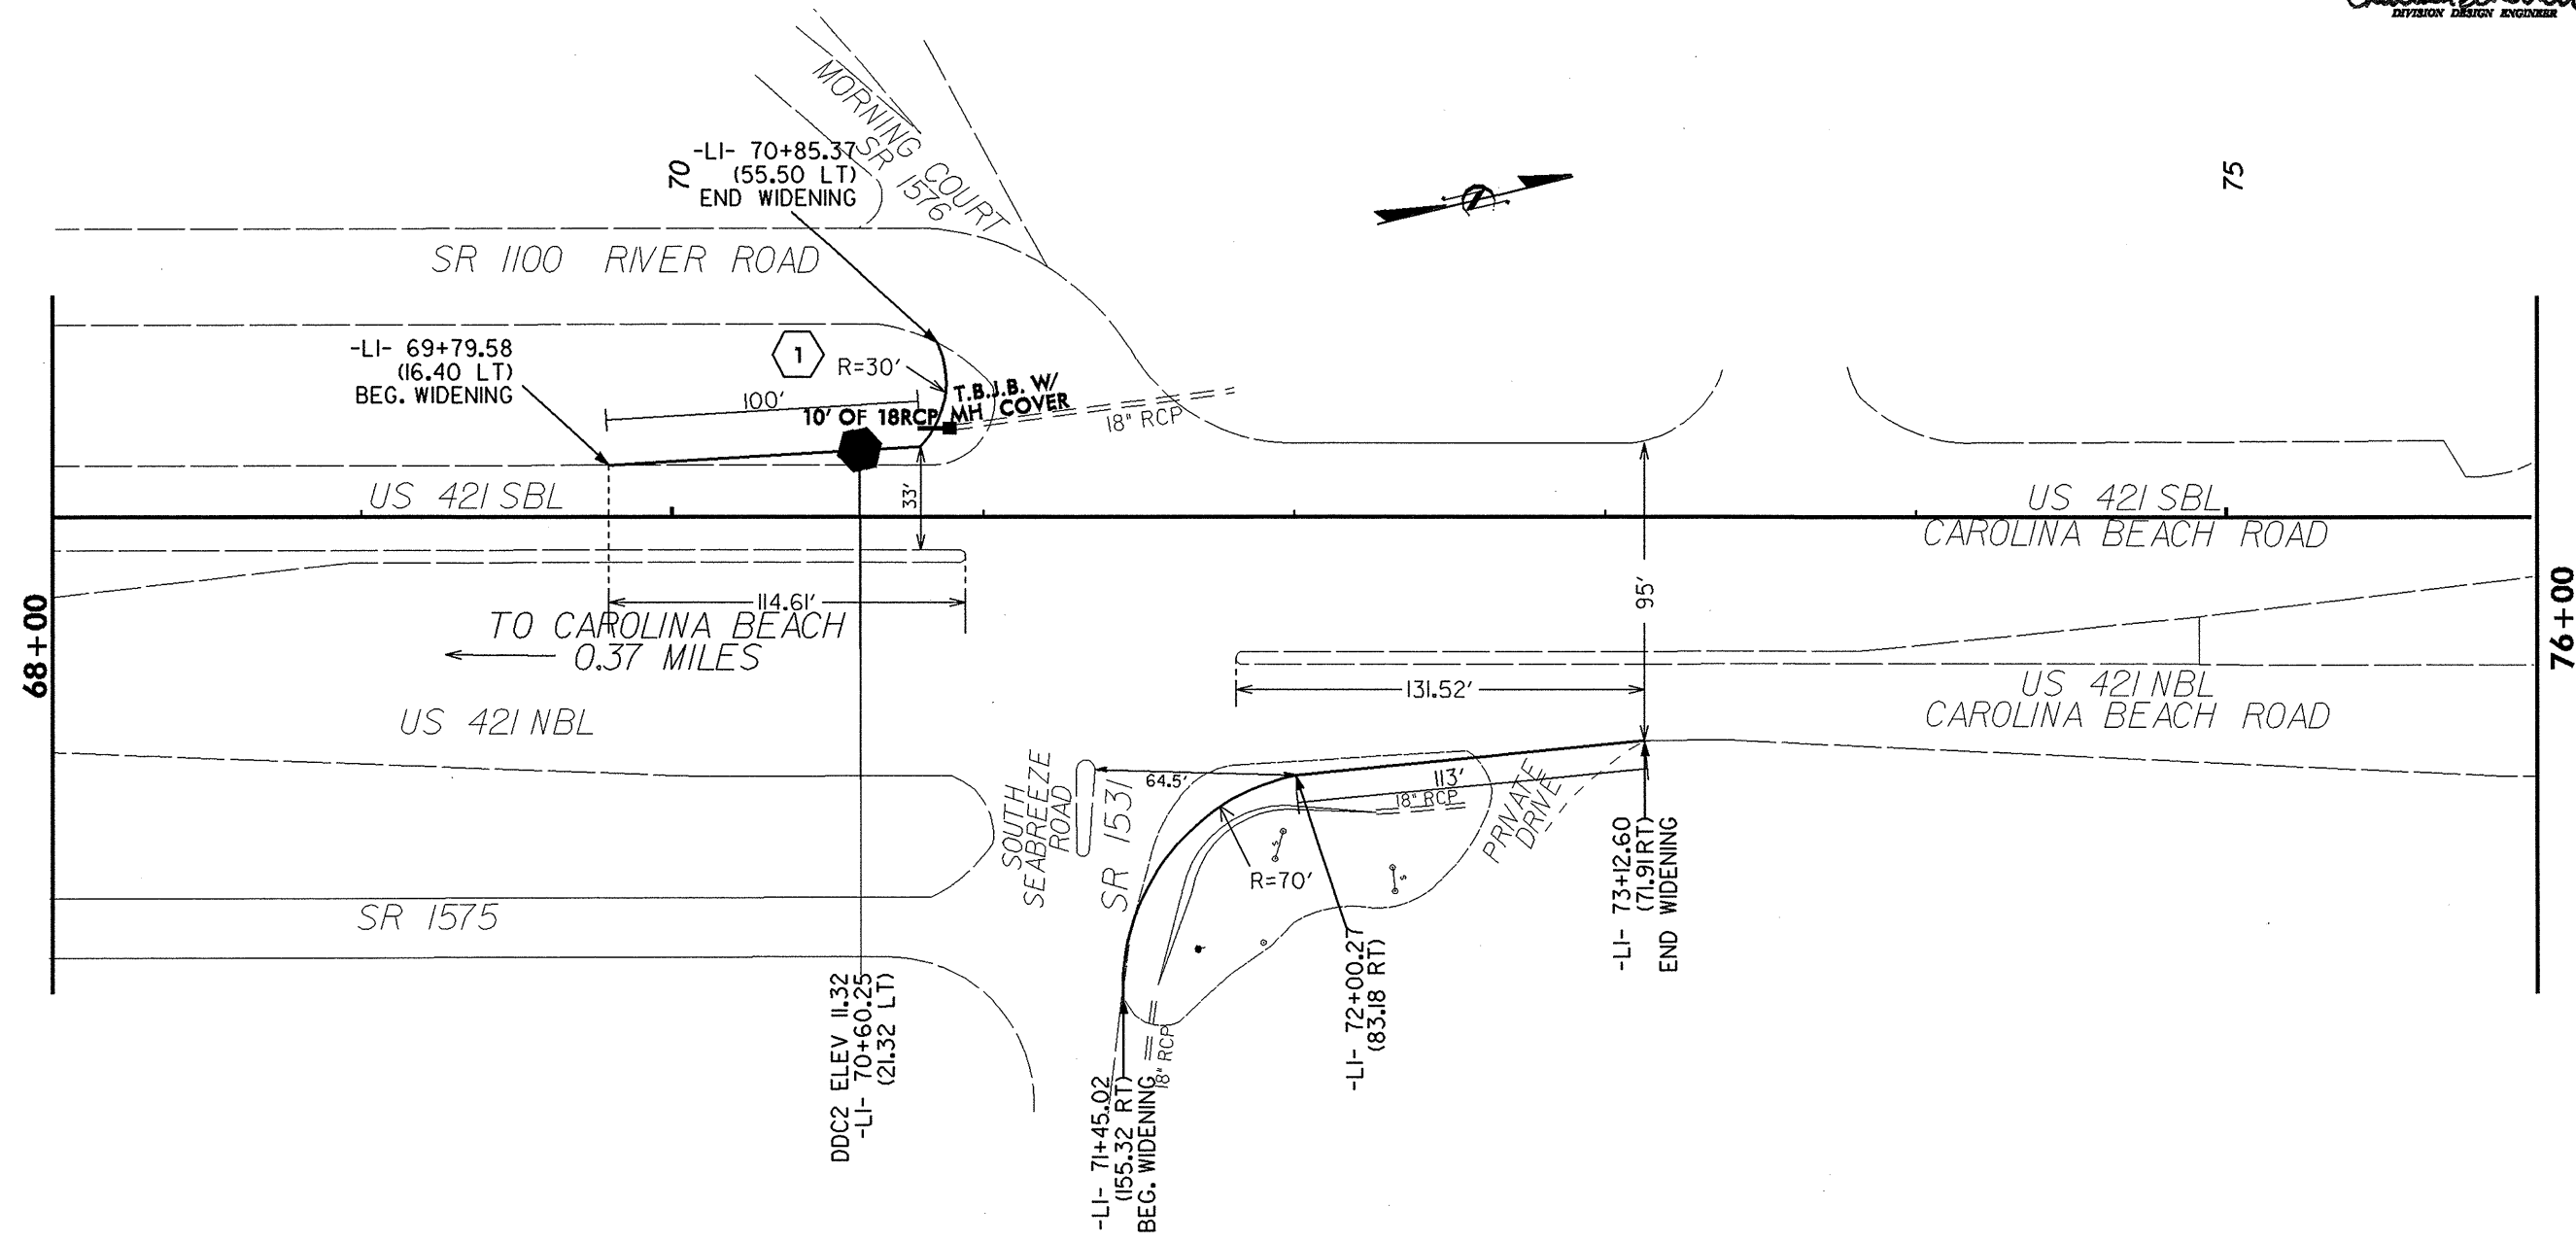 DIVISION DESIGN ENGINEER
MORNING COURT
SR 1576
70
-L1- 70+85.37
(55.50 LT)
END WIDENING
75
SR 1100 RIVER ROAD
-L1- 69+79.58
(16.40 LT)
BEG. WIDENING
1
R=30'
100'
10' OF 18RCP
T.B.J.B. W/
MH COVER
18" RCP
33'
US 421 SBL
US 421 SBL
CAROLINA BEACH ROAD
68+00
76+00
114.61'
TO CAROLINA BEACH
0.37 MILES
95'
131.52'
US 421 NBL
US 421 NBL
CAROLINA BEACH ROAD
SOUTH
SEABREEZE
ROAD
SR 1531
64.5'
113'
18" RCP
PRIVATE
DRIVE
S
S
R=70'
SR 1575
-L1- 73+12.60
(71.91 RT)
END WIDENING
-L1- 72+00.27
(83.18 RT)
DDC2 ELEV 11.32
-L1- 70+60.25
(21.32 LT)
-L1- 71+45.02
(155.32 RT)
BEG. WIDENING
18" RCP